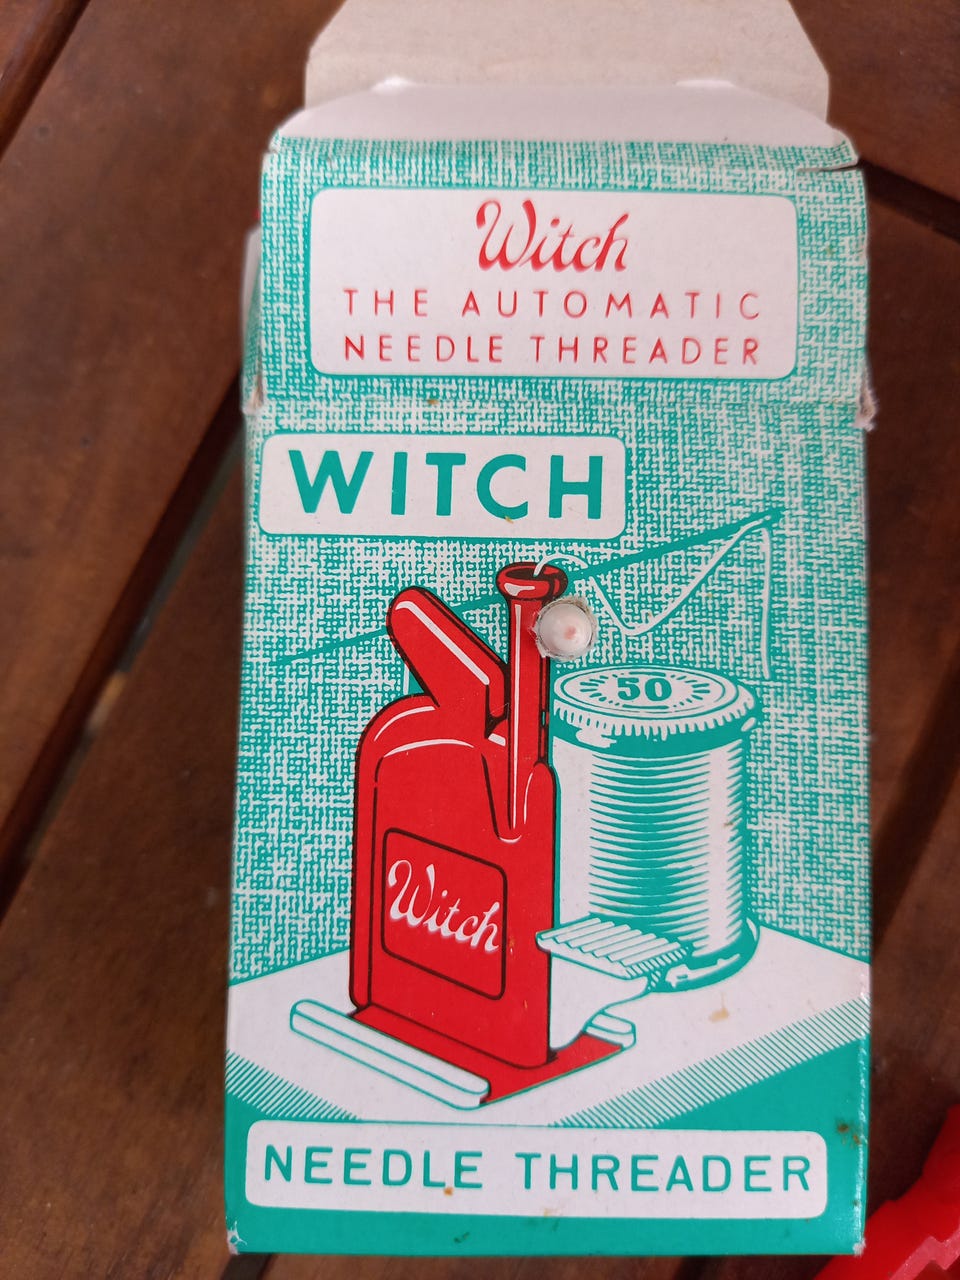 Witch
THE AUTOMATIC
NEEDLE THREADER
WITCH
50
Witch
NEEDLE THREADER